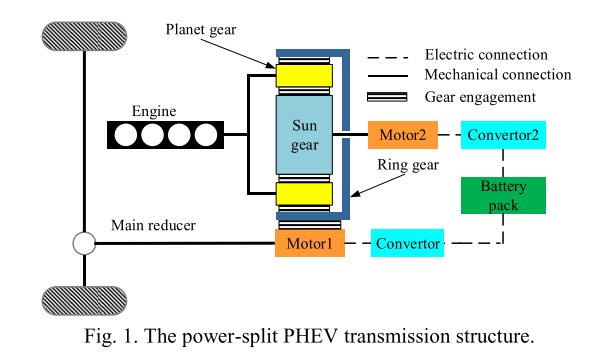 Planet gear
Electric connection
Mechanical connection
Gear engagement
Engine
Sun
gear
Motor2
Convertor2
Ring gear
Battery
pack
Main reducer
Motor1
Convertor
Fig. 1. The power-split PHEV transmission structure.